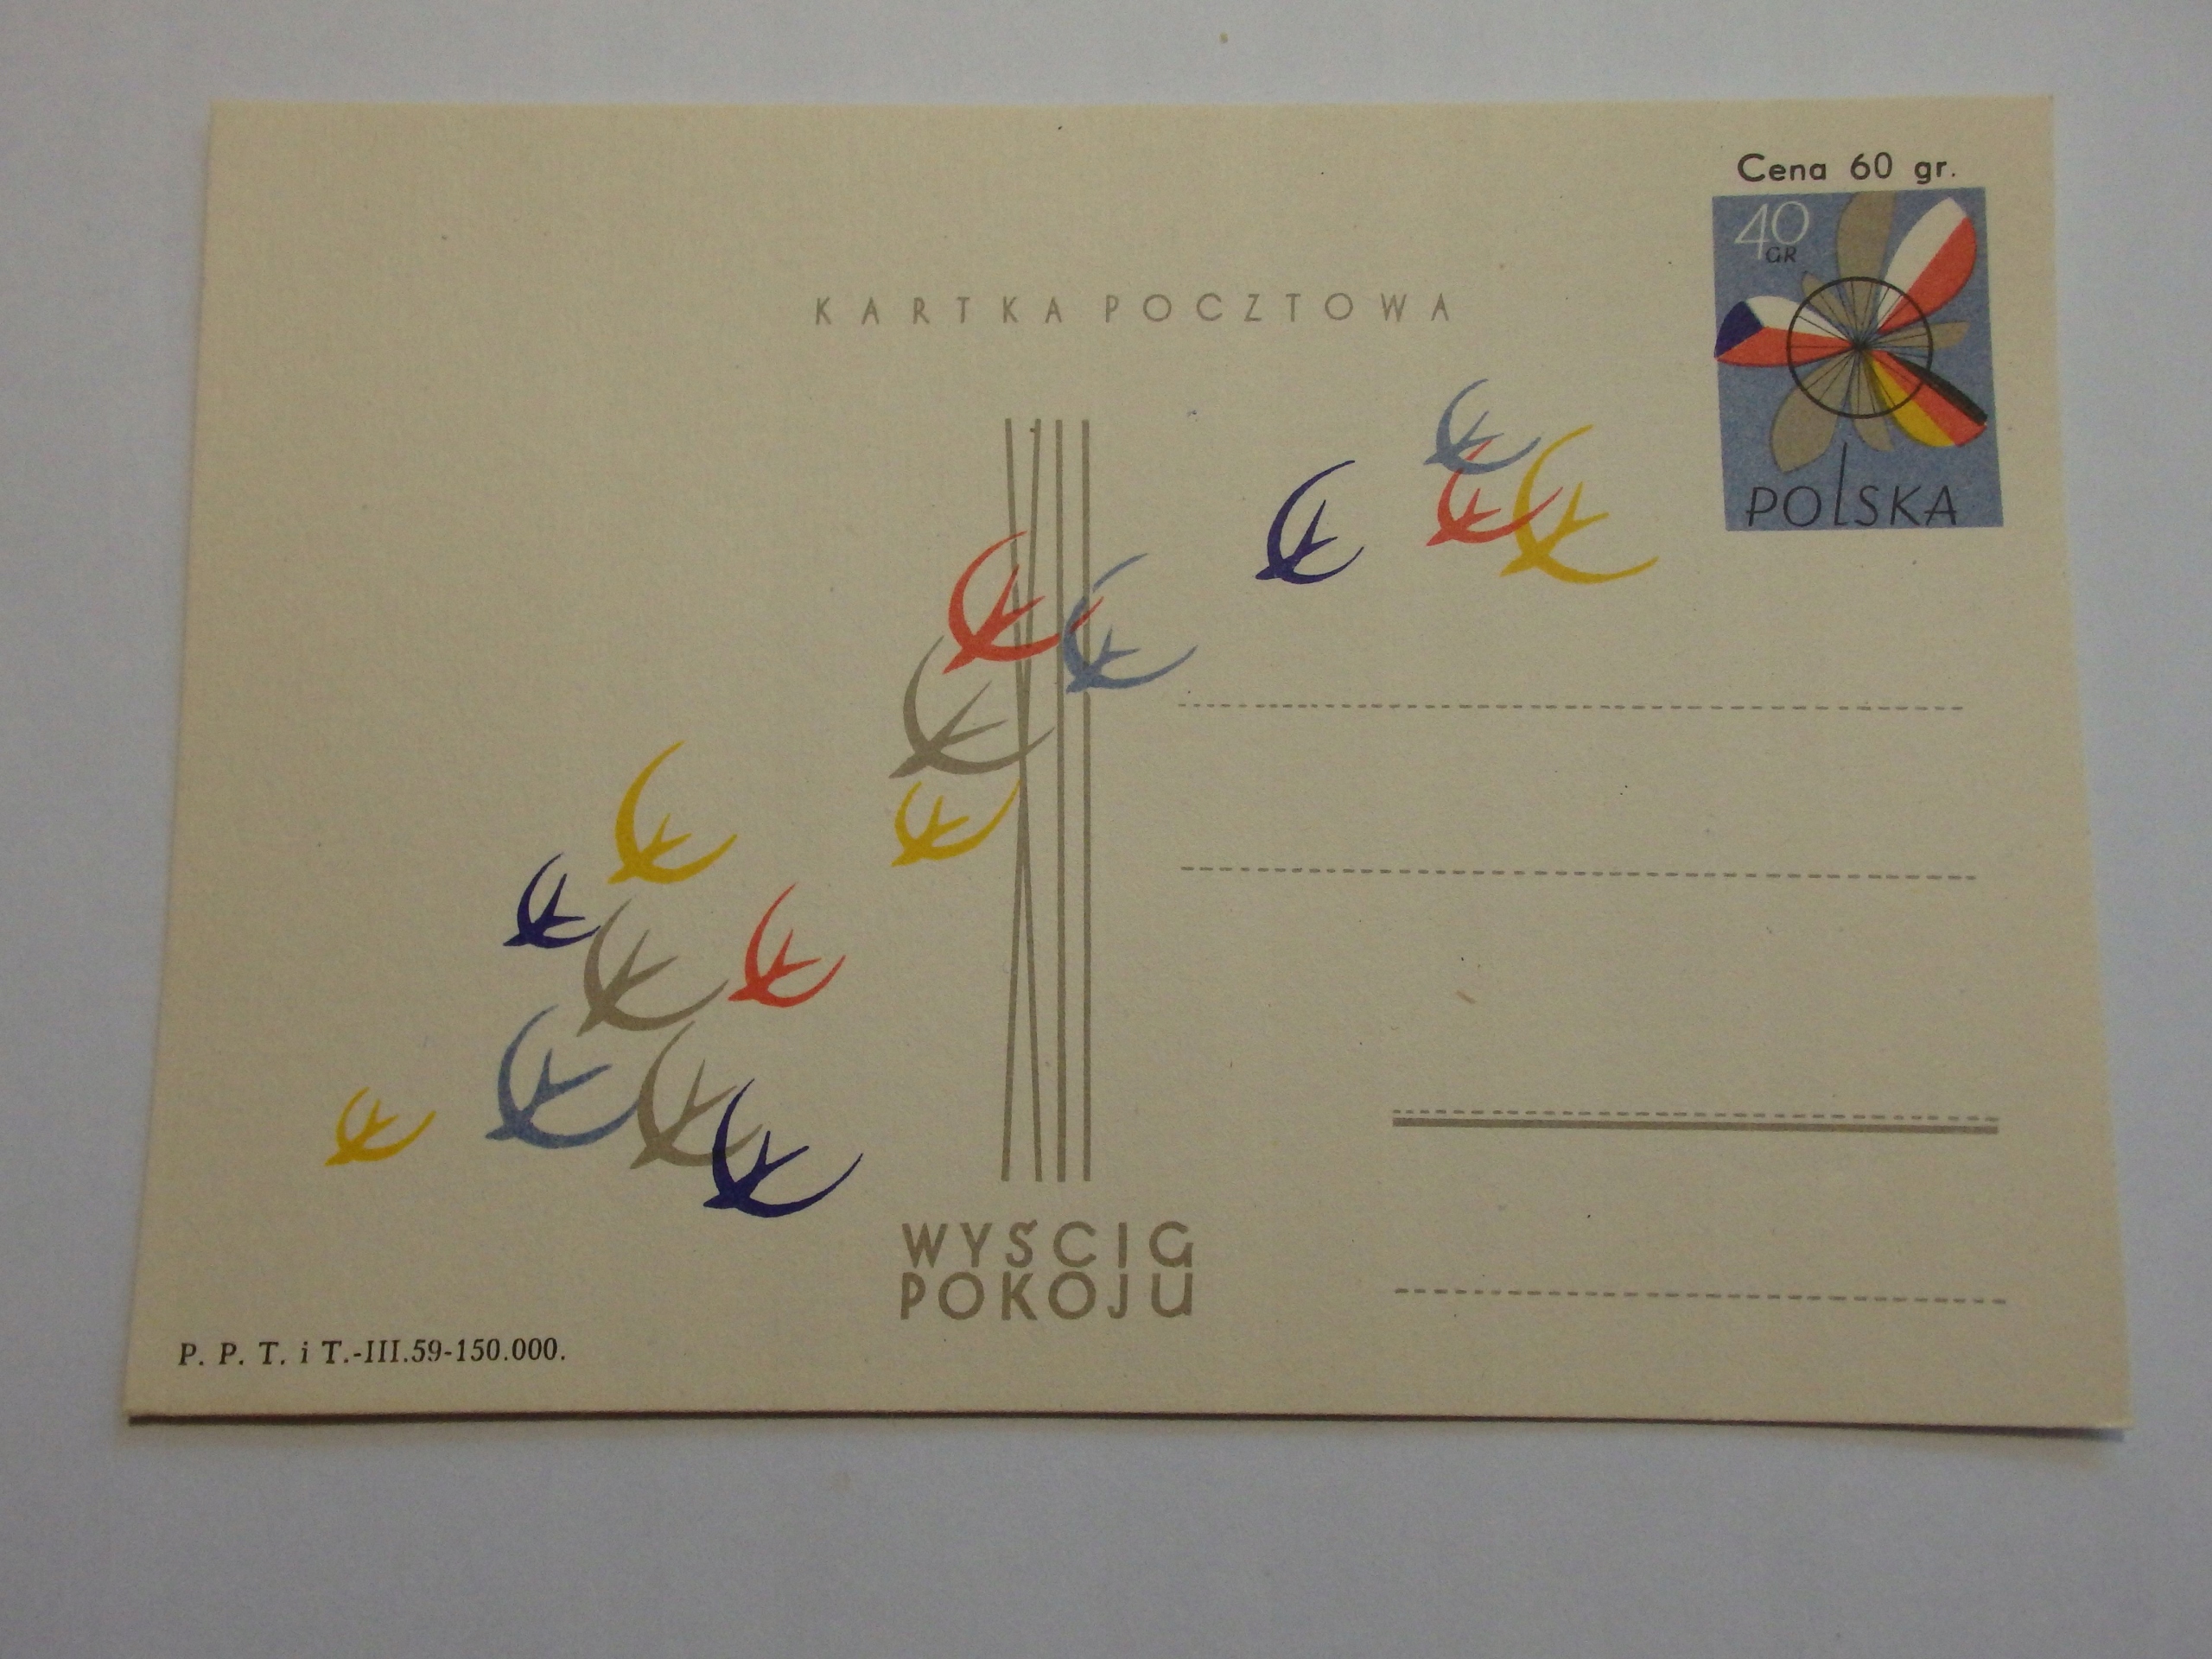 Cena 60 gr.
40
GR
POLSKA
KARTKA POCZTOWA
WYŚCIG
POKOJU
P. P. T. i T.-III.59-150.000.